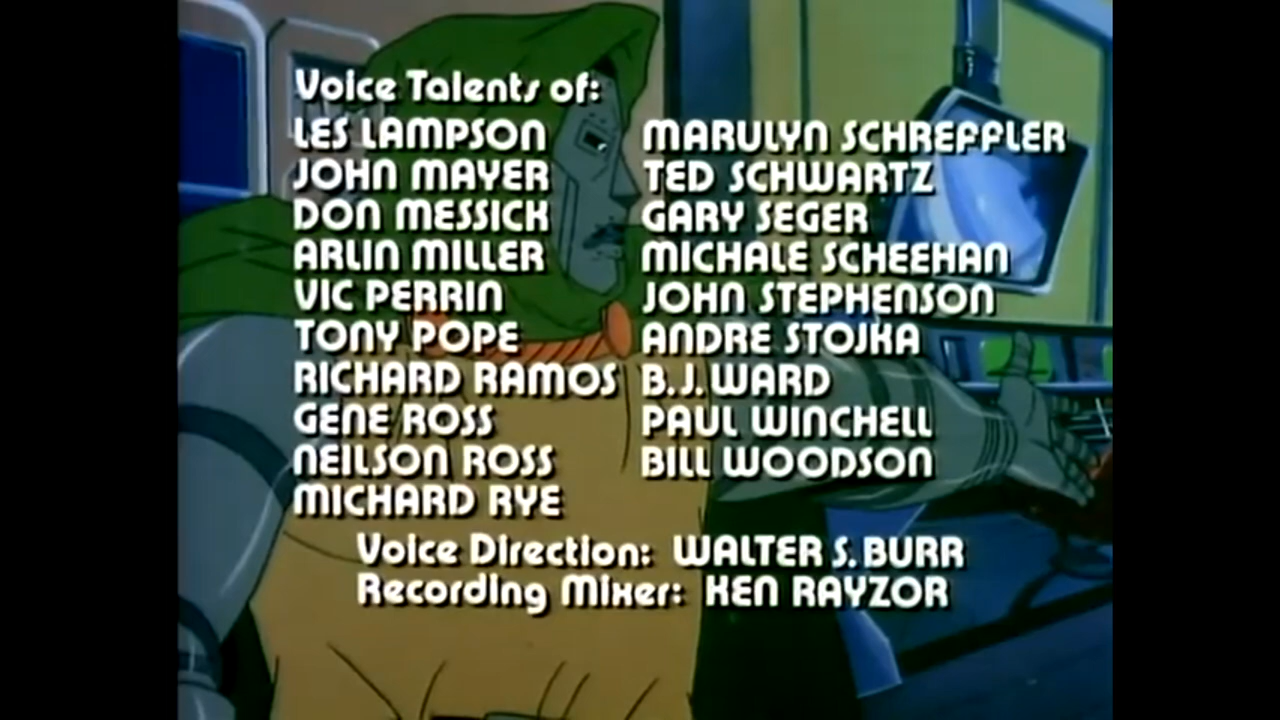 Voice Talents of:
LES LAMPSON
JOHN MAYER
DON MESSICK
ARLIN MILLER
VIC PERRIN
TONY POPE
RICHARD RAMOS
GENE ROSS
NEILSON ROSS
MICHARD RYE
MARULYN SCHREFFLER
TED SCHWARTZ
GARY SEGER
MICHALE SCHEEHAN
JOHN STEPHENSON
ANDRE STOJKA
B.J. WARD
PAUL WINCHELL
BILL WOODSON
Voice Direction: WALTER S. BURR
Recording Mixer: KEN RAYZOR